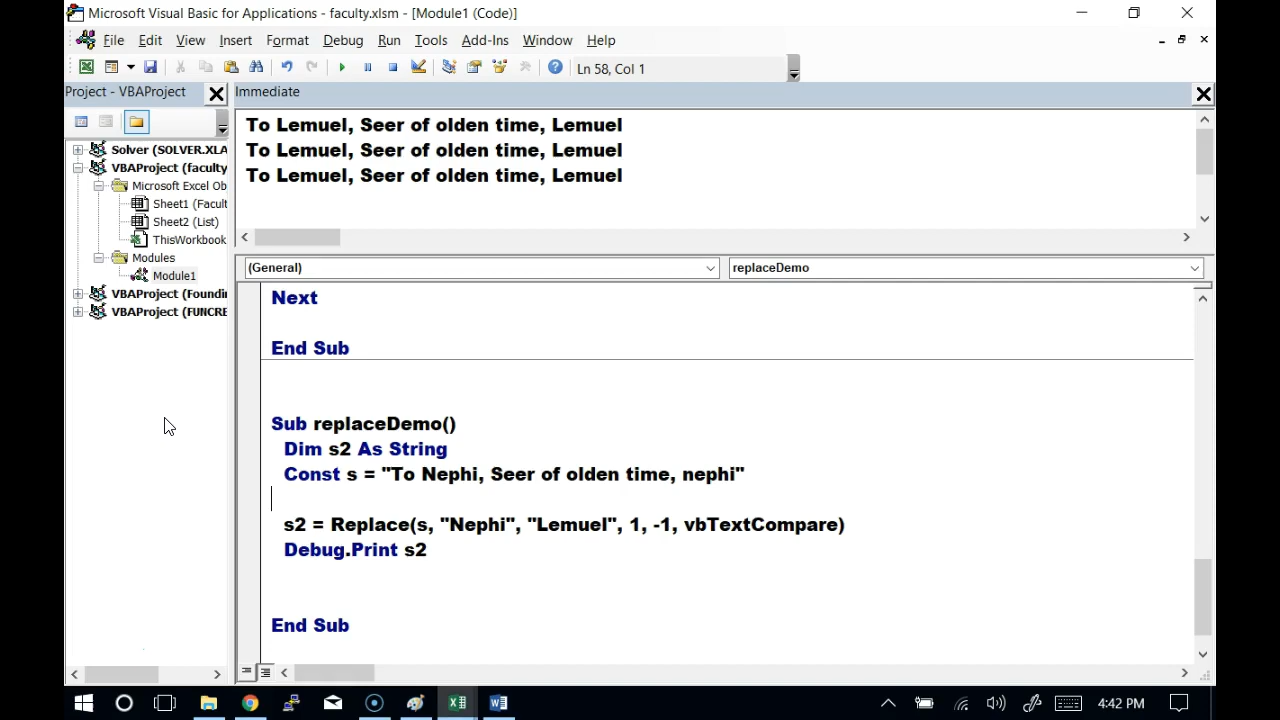 Microsoft Visual Basic for Applications - faculty.xlsm - [Module1 (Code)]
File Edit View Insert Format Debug Run Tools Add-Ins Window Help
Ln 58, Col 1
Project - VBAProject
Immediate
To Lemuel, Seer of olden time, Lemuel
To Lemuel, Seer of olden time, Lemuel
To Lemuel, Seer of olden time, Lemuel
Solver (SOLVER.XLA
VBAProject (faculty
Microsoft Excel Ob
Sheet1 (Facult
Sheet2 (List)
ThisWorkbook
Modules
Module1
VBAProject (Foundi
VBAProject (FUNCRE
(General)
replaceDemo
Next
End Sub
Sub replaceDemo()
Dim s2 As String
Const s = "To Nephi, Seer of olden time, nephi"
s2 = Replace(s, "Nephi", "Lemuel", 1, -1, vbTextCompare)
Debug.Print s2
End Sub
4:42 PM